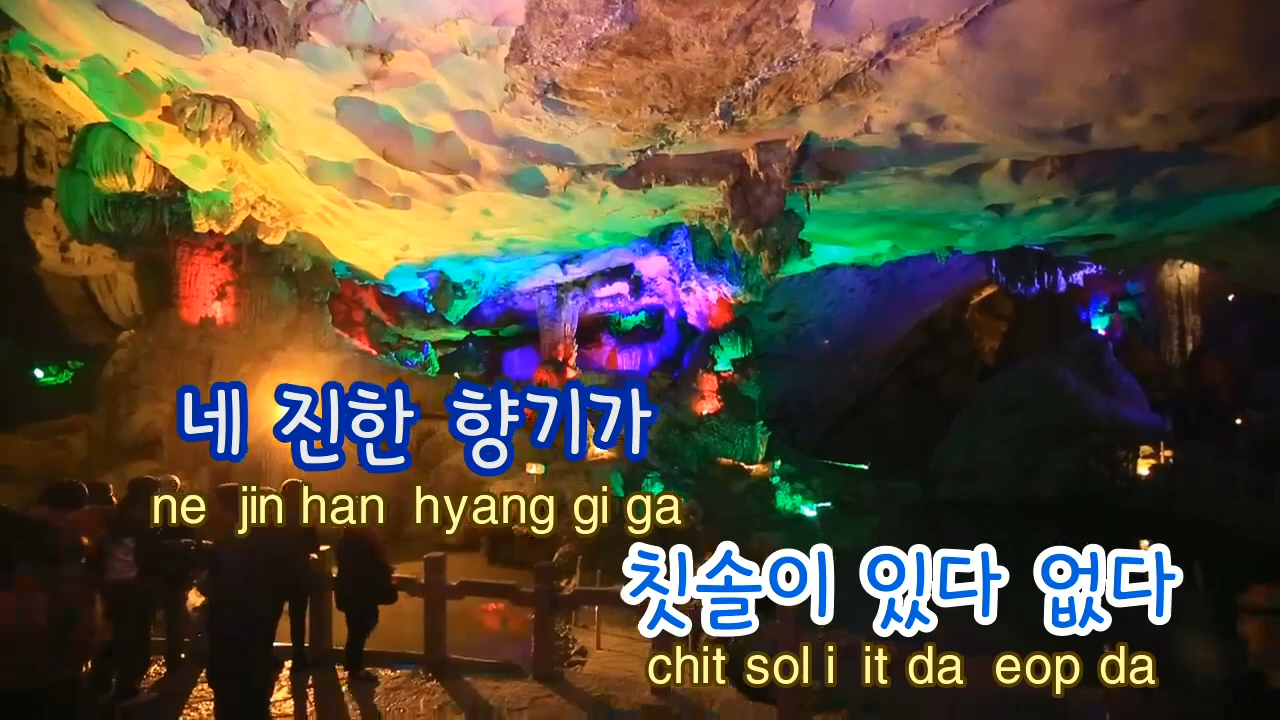 네 진한 향기가
ne jin han hyang gi ga
칫솔이 있다 없다
chit sol i it da eop da